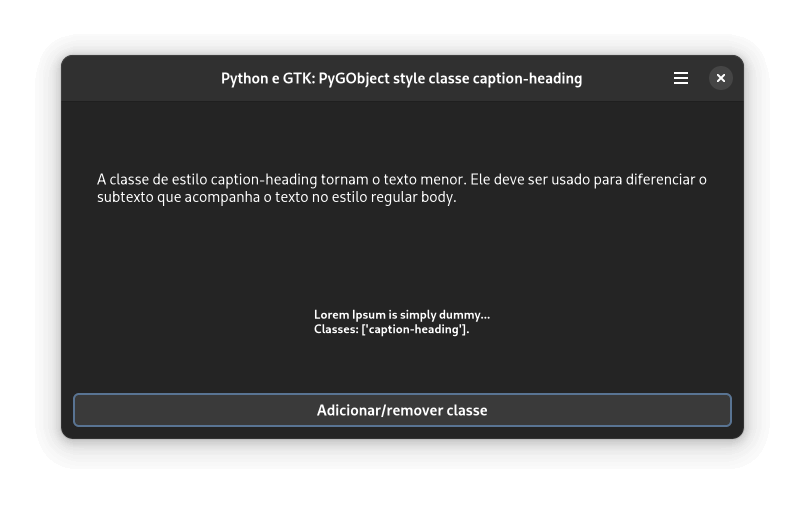 Python e GTK: PyGObject style classe caption-heading
A classe de estilo caption-heading tornam o texto menor. Ele deve ser usado para diferenciar o
subtexto que acompanha o texto no estilo regular body.
Lorem Ipsum is simply dummy...
Classes: ['caption-heading'].
Adicionar/remover classe